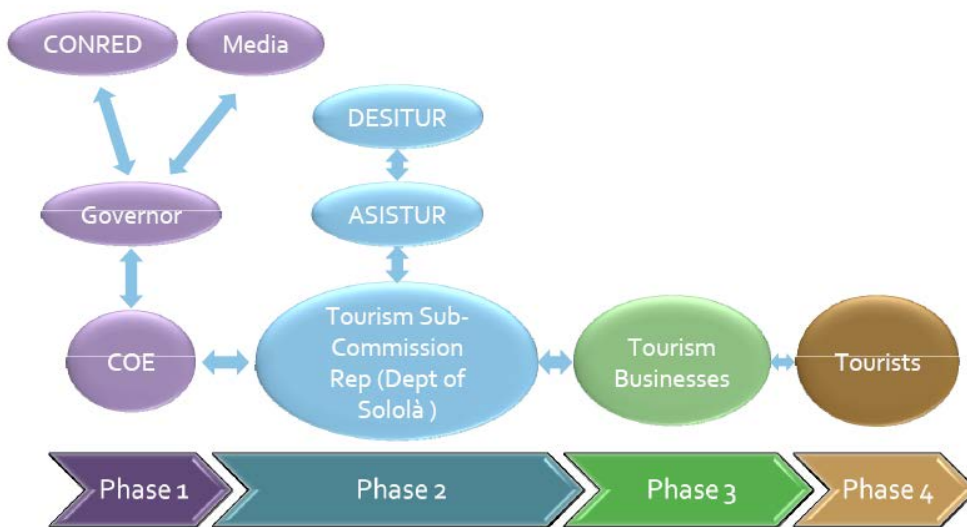 CONRED
Media
DESITUR
Governor
ASISTUR
COE
Tourism Sub-
Commission
Rep (Dept of
Sololà )
Tourism
Businesses
Tourists
Phase 1
Phase 2
Phase 3
Phase 4